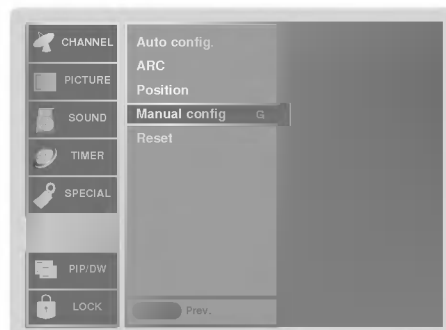 CHANNEL
PICTURE
SOUND
TIMER
SPECIAL
PIP/DW
LOCK
Auto config.
ARC
Position
Manual config G
Reset
Prev.